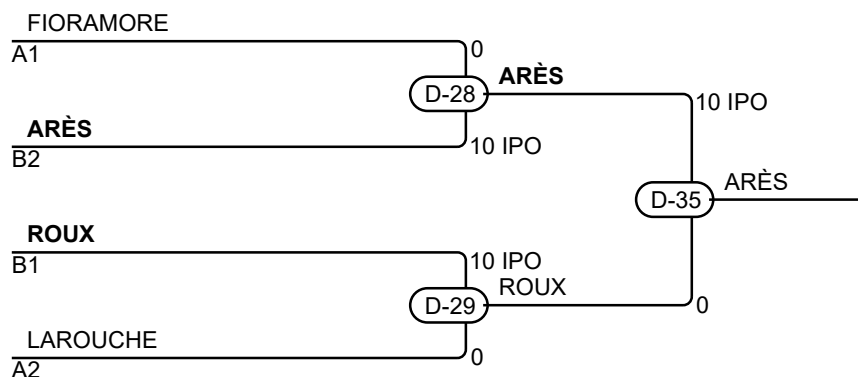 FIORAMORE
A1
0
D-28
ARÈS
ARÈS
B2
10 IPO
10 IPO
D-35
ARÈS
ROUX
B1
10 IPO
D-29
ROUX
0
LAROUCHE
A2
0